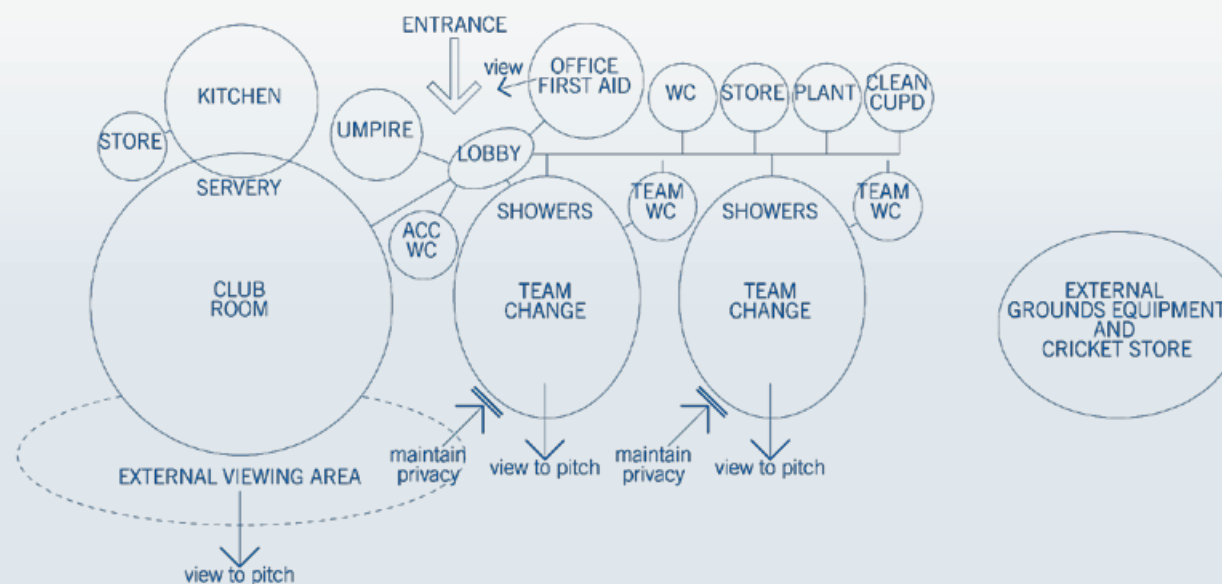 ENTRANCE
view
OFFICE
FIRST AID
KITCHEN
WC
STORE
PLANT
CLEAN
CUPD
STORE
UMPIRE
LOBBY
SERVERY
ACC
WC
SHOWERS
TEAM
WC
SHOWERS
TEAM
WC
CLUB
ROOM
TEAM
CHANGE
TEAM
CHANGE
EXTERNAL
GROUNDS EQUIPMENT
AND
CRICKET STORE
maintain
privacy
view to pitch
maintain
privacy
view to pitch
EXTERNAL VIEWING AREA
view to pitch